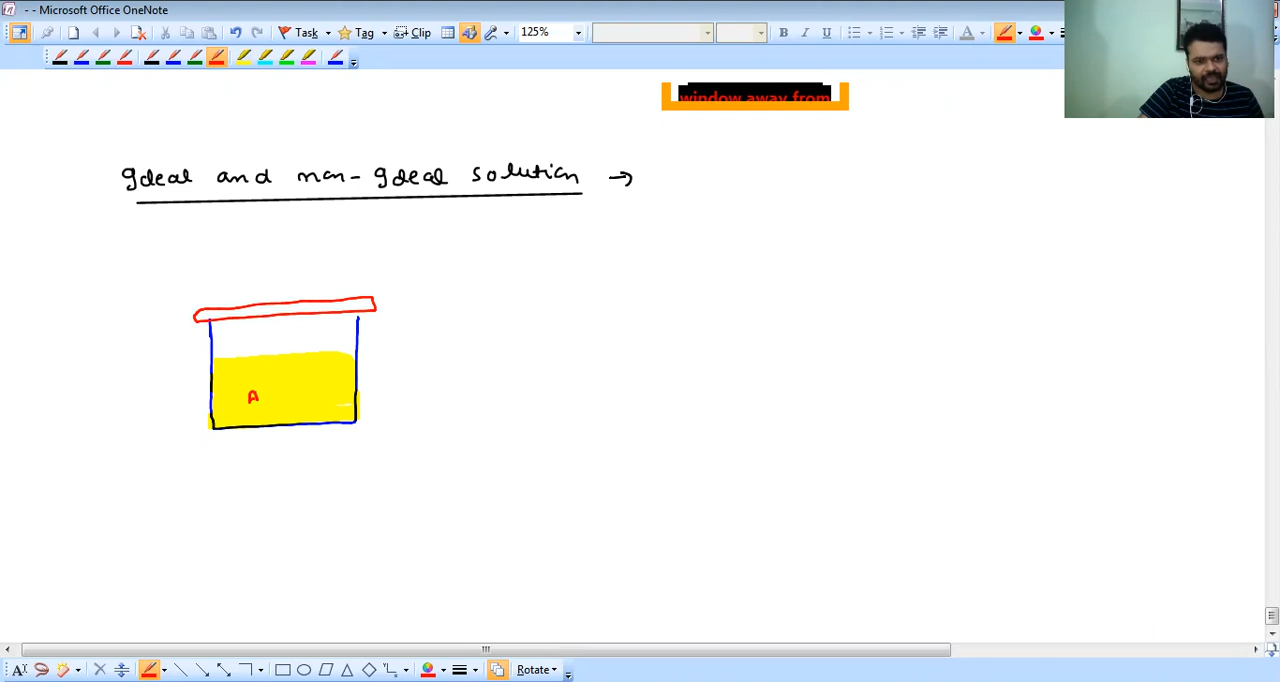 - - Microsoft Office OneNote
Task Tag Clip 125% B I U A
window away from
Ideal and non-Ideal solution →
A
A Rotate